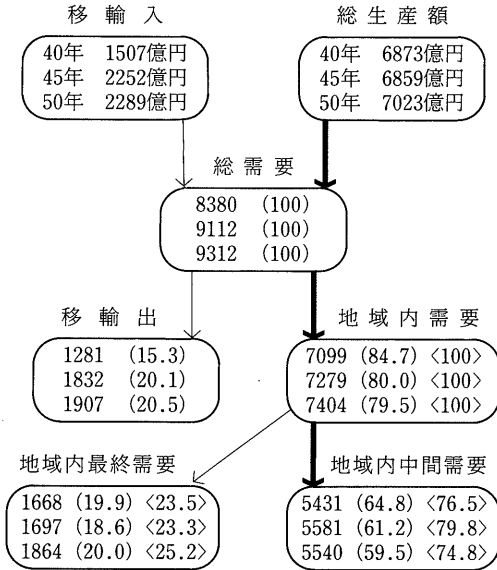 移輸入
総生産額
40年 1507億円
45年 2252億円
50年 2289億円
40年 6873億円
45年 6859億円
50年 7023億円
総需要
8380 (100)
9112 (100)
9312 (100)
移輸出
地域内需要
1281 (15.3)
1832 (20.1)
1907 (20.5)
7099 (84.7) 〈100〉
7279 (80.0) 〈100〉
7404 (79.5) 〈100〉
地域内最終需要
地域内中間需要
1668 (19.9) 〈23.5〉
1697 (18.6) 〈23.3〉
1864 (20.0) 〈25.2〉
5431 (64.8) 〈76.5〉
5581 (61.2) 〈79.8〉
5540 (59.5) 〈74.8〉